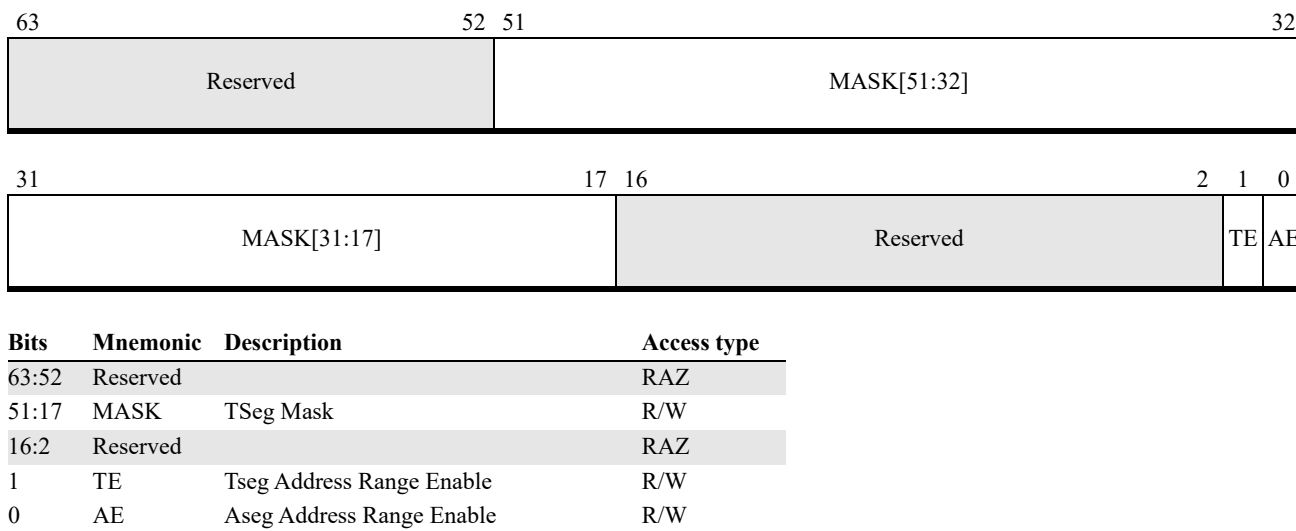 63 52 51 32
Reserved MASK[51:32]
31 17 16 2 1 0
MASK[31:17] Reserved TE AE
Bits Mnemonic Description Access type
63:52 Reserved RAZ
51:17 MASK TSeg Mask R/W
16:2 Reserved RAZ
1 TE Tseg Address Range Enable R/W
0 AE Aseg Address Range Enable R/W